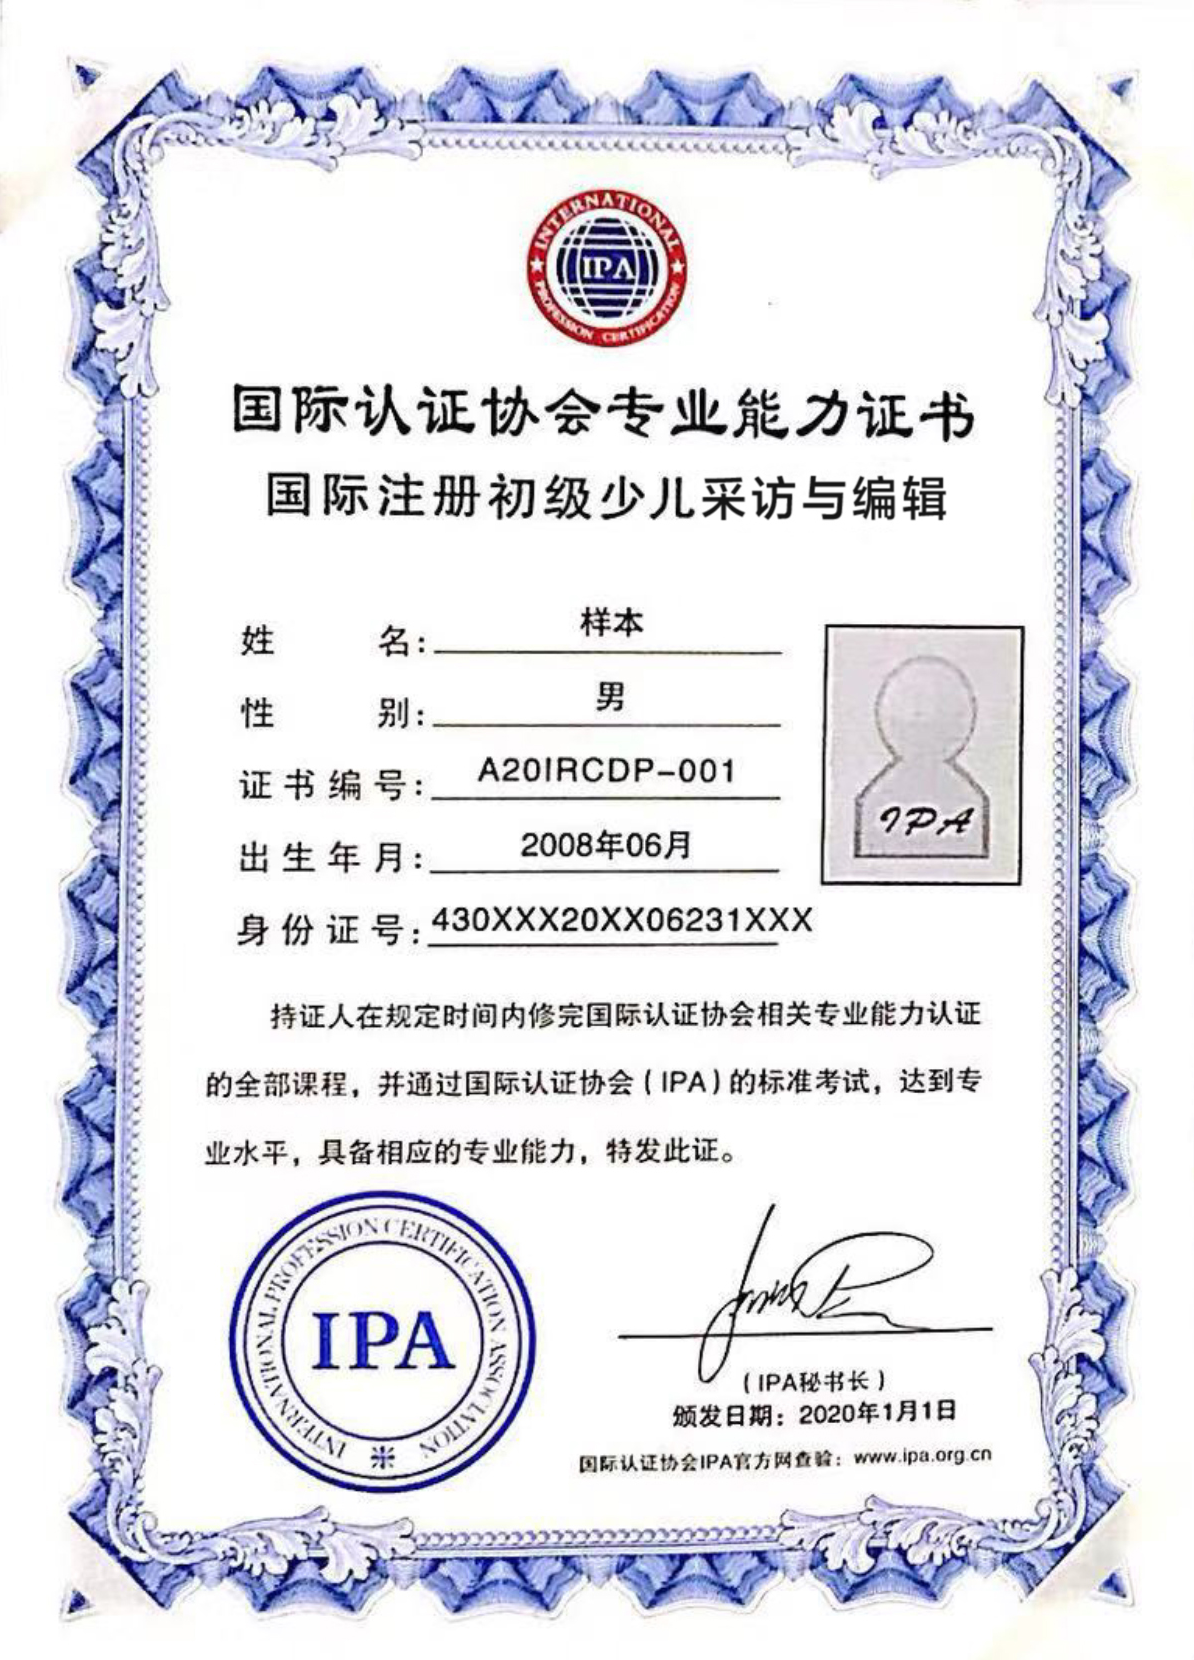 INTERNATIONAL
IPA
PROFESSION CERTIFICATION
国际认证协会专业能力证书
国际注册初级少儿采访与编辑
姓 名: 样本
性 别: 男
证书编号: A20IRCDP-001
出生年月: 2008年06月
身份证号: 430XXX20XX06231XXX
IPA
持证人在规定时间内修完国际认证协会相关专业能力认证
的全部课程，并通过国际认证协会（IPA）的标准考试，达到专
业水平，具备相应的专业能力，特发此证。
INTERNATIONAL PROFESSION CERTIFICATION ASSOCIATION
IPA
（IPA秘书长）
颁发日期：2020年1月1日
国际认证协会IPA官方网查验：www.ipa.org.cn